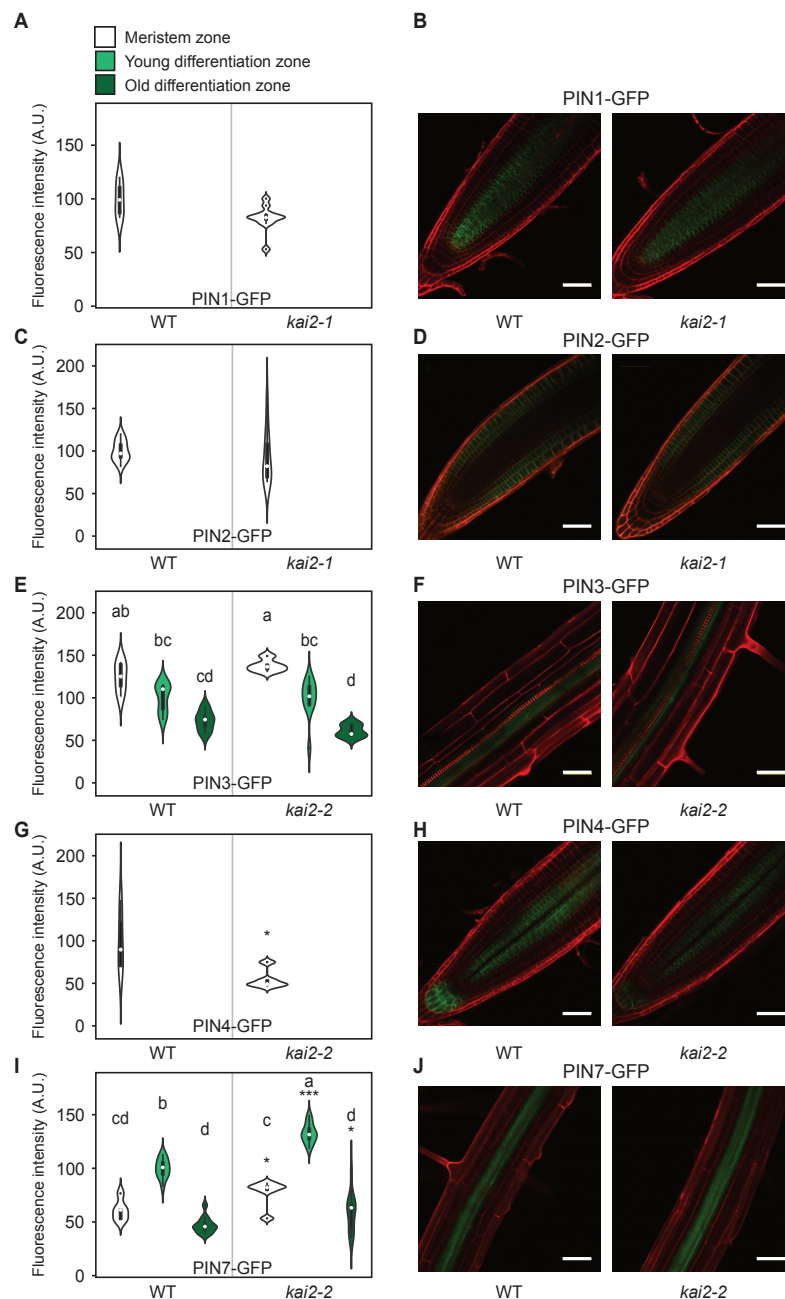 A
Meristem zone
Young differentiation zone
Old differentiation zone
Fluorescence intensity (A.U.)
150
100
50
0
PIN1-GFP
WT
kai2-1
B
PIN1-GFP
WT
kai2-1
C
Fluorescence intensity (A.U.)
200
150
100
50
0
PIN2-GFP
WT
kai2-1
D
PIN2-GFP
WT
kai2-1
E
Fluorescence intensity (A.U.)
200
150
100
50
0
ab
bc
cd
a
bc
d
PIN3-GFP
WT
kai2-2
F
PIN3-GFP
WT
kai2-2
G
Fluorescence intensity (A.U.)
200
150
100
50
0
*
PIN4-GFP
WT
kai2-2
H
PIN4-GFP
WT
kai2-2
I
Fluorescence intensity (A.U.)
150
100
50
0
cd
b
d
c
*
a
***
d
*
PIN7-GFP
WT
kai2-2
J
PIN7-GFP
WT
kai2-2